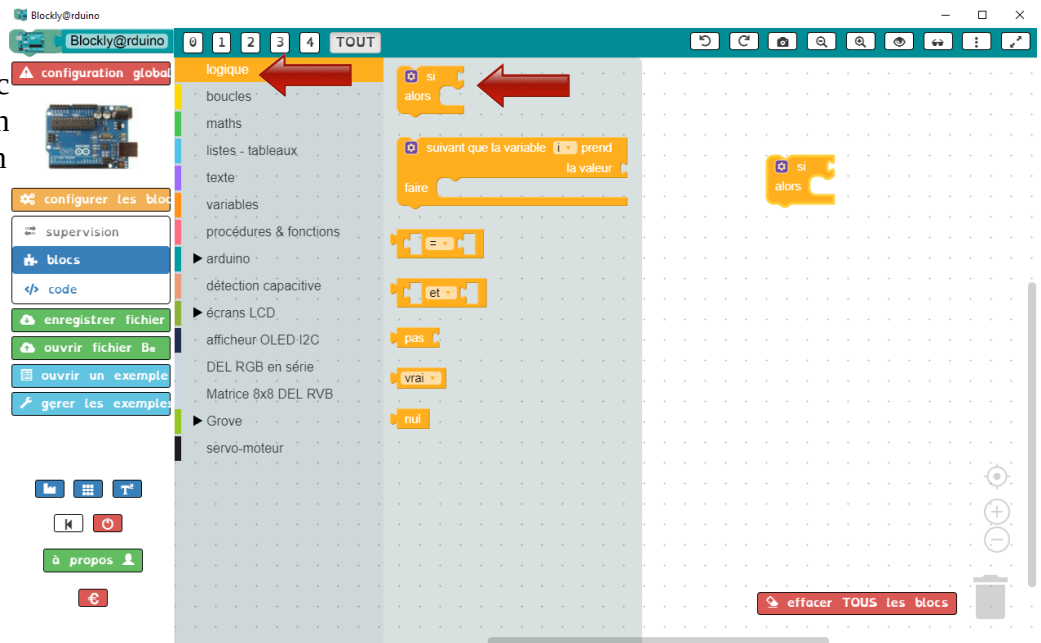 Blockly@rduino
Blockly@rduino
0 1 2 3 4 TOUT
configuration global
c
n
n
configurer les bloc
supervision
blocs
code
enregistrer fichier
ouvrir fichier B
ouvrir un exemple
gerer les exemples
à propos
€
logique
boucles
maths
listes - tableaux
texte
variables
procédures & fonctions
arduino
détection capacitive
écrans LCD
afficheur OLED I2C
DEL RGB en série
Matrice 8x8 DEL RVB
Grove
servo-moteur
si
alors
suivant que la variable i prend
la valeur
faire
=
et
pas
vrai
nul
si
alors
effacer TOUS les blocs